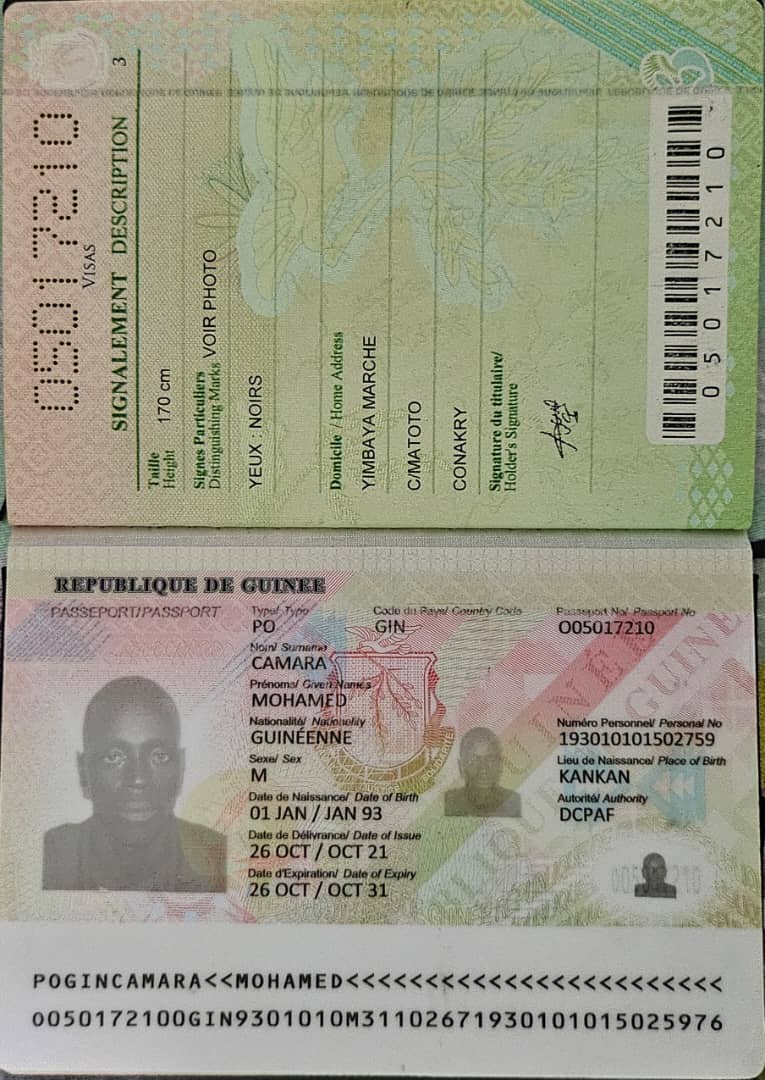 05017210
VISAS
3
SIGNALEMENT DESCRIPTION
Taille
Height
170 cm
Signes Particuliers
Distinguishing Marks VOIR PHOTO
YEUX : NOIRS
Domicile / Home Address
YIMBAYA MARCHE
C/MATOTO
CONAKRY
Signature du titulaire/
Holder's Signature
05017210
REPUBLIQUE DE GUINEE
PASSEPORT/PASSPORT
Type/ Type
PO
Code du Pays/ Country Code
GIN
Passeport No/ Passport No
O05017210
Nom/ Surname
CAMARA
Prénoms/ Given Names
MOHAMED
Nationalité/ Nationality
GUINÉENNE
Numéro Personnel/ Personal No
193010101502759
Sexe/ Sex
M
Lieu de Naissance/ Place of Birth
KANKAN
Date de Naissance/ Date of Birth
01 JAN / JAN 93
Autorité/ Authority
DCPAF
Date de Délivrance/ Date of Issue
26 OCT / OCT 21
Date d'Expiration/ Date of Expiry
26 OCT / OCT 31
POGINCAMARA<<MOHAMED<<<<<<<<<<<<<<<<<<<<<<<<
O050172100GIN9301010M31102671930101015025976